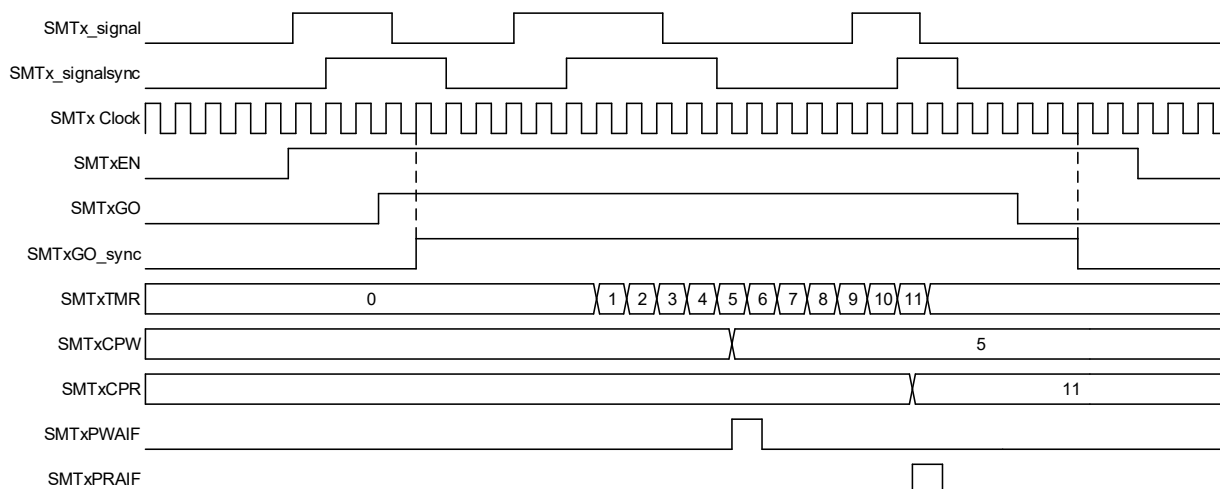 SMTx_signal
SMTx_signalsync
SMTx Clock
SMTxEN
SMTxGO
SMTxGO_sync
SMTxTMR 0 1 2 3 4 5 6 7 8 9 10 11
SMTxCPW 5
SMTxCPR 11
SMTxPWAIF
SMTxPRAIF